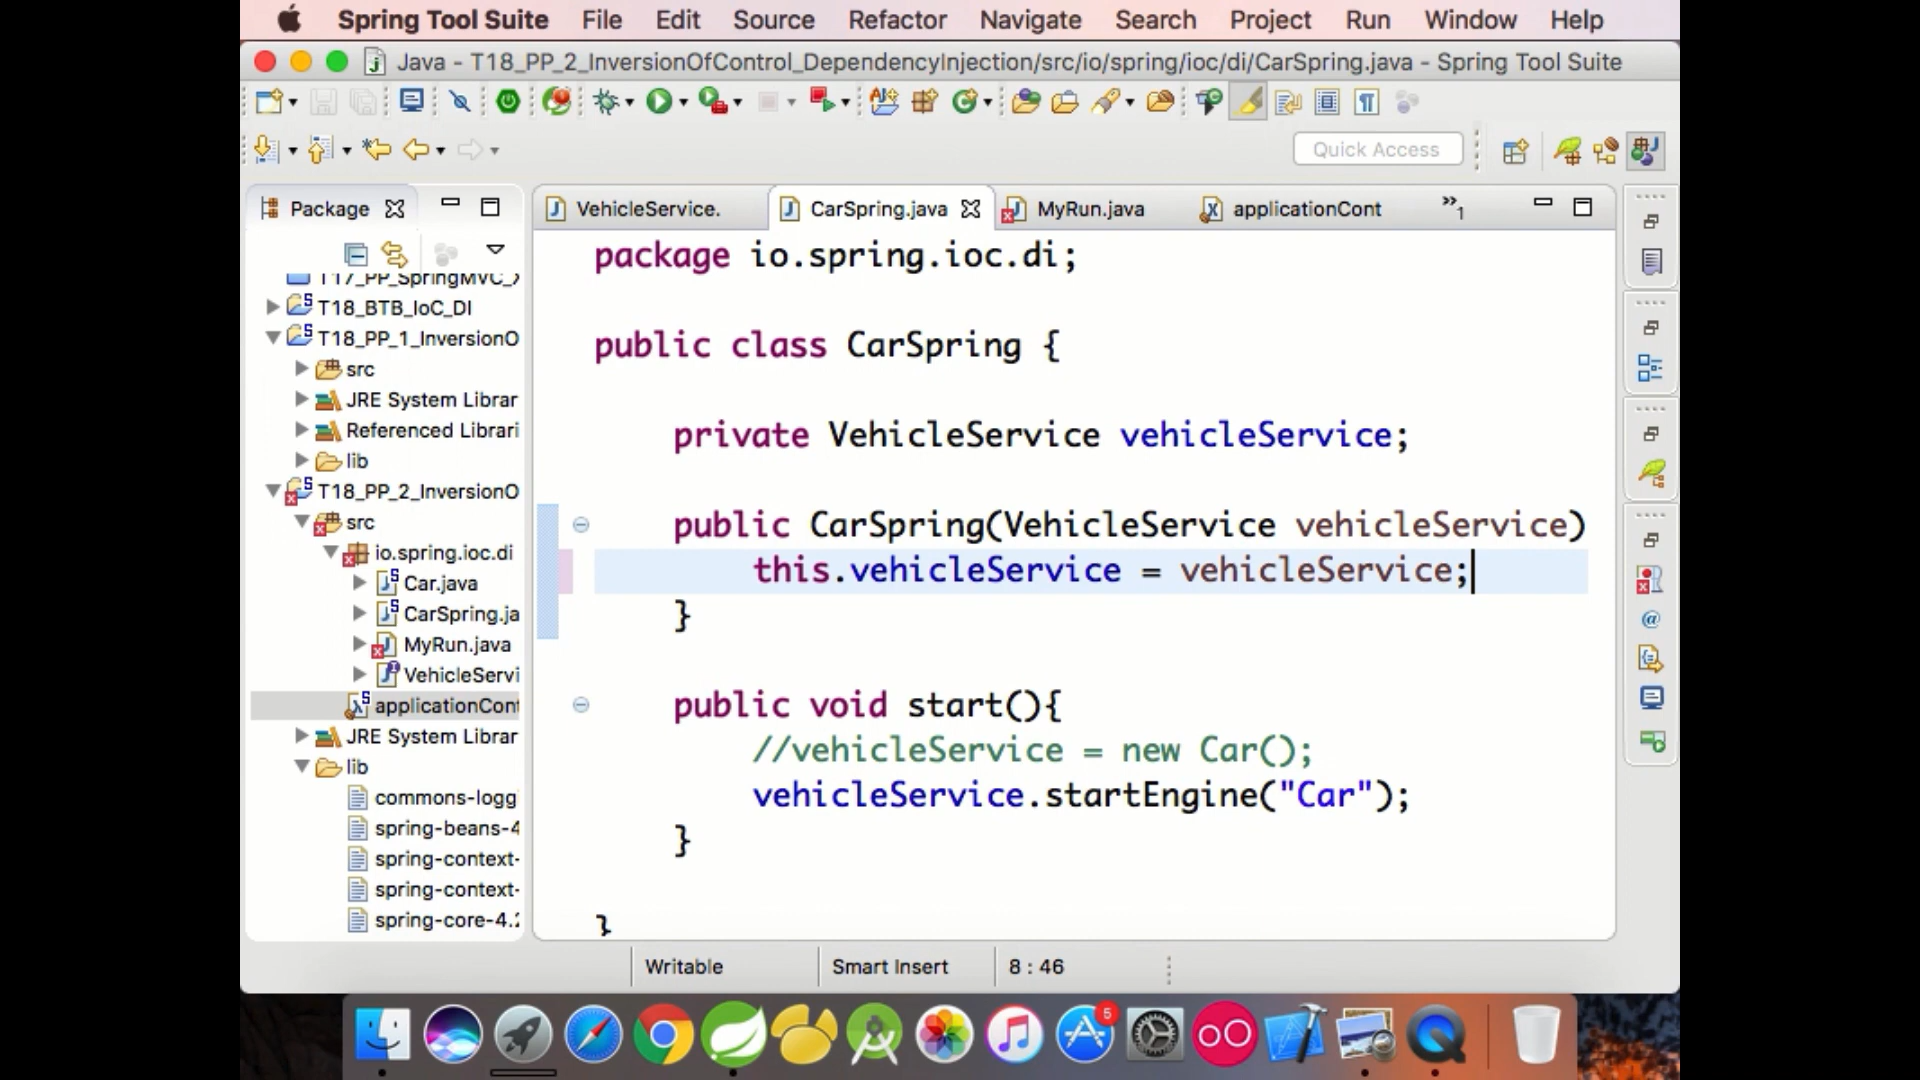 Spring Tool Suite File Edit Source Refactor Navigate Search Project Run Window Help
Java - T18_PP_2_InversionOfControl_DependencyInjection/src/io/spring/ioc/di/CarSpring.java - Spring Tool Suite
Quick Access
Package
VehicleService.
CarSpring.java
MyRun.java
applicationCont
»1
T17_PP_SpringMVC_X
T18_BTB_IoC_DI
T18_PP_1_InversionO
src
JRE System Librar
Referenced Librari
lib
T18_PP_2_InversionO
src
io.spring.ioc.di
Car.java
CarSpring.ja
MyRun.java
VehicleServi
applicationCont
JRE System Librar
lib
commons-logg
spring-beans-4
spring-context-
spring-context-
spring-core-4.2
package io.spring.ioc.di;
public class CarSpring {
private VehicleService vehicleService;
public CarSpring(VehicleService vehicleService)
this.vehicleService = vehicleService;
}
public void start(){
//vehicleService = new Car();
vehicleService.startEngine("Car");
}
}
Writable
Smart Insert
8 : 46
5